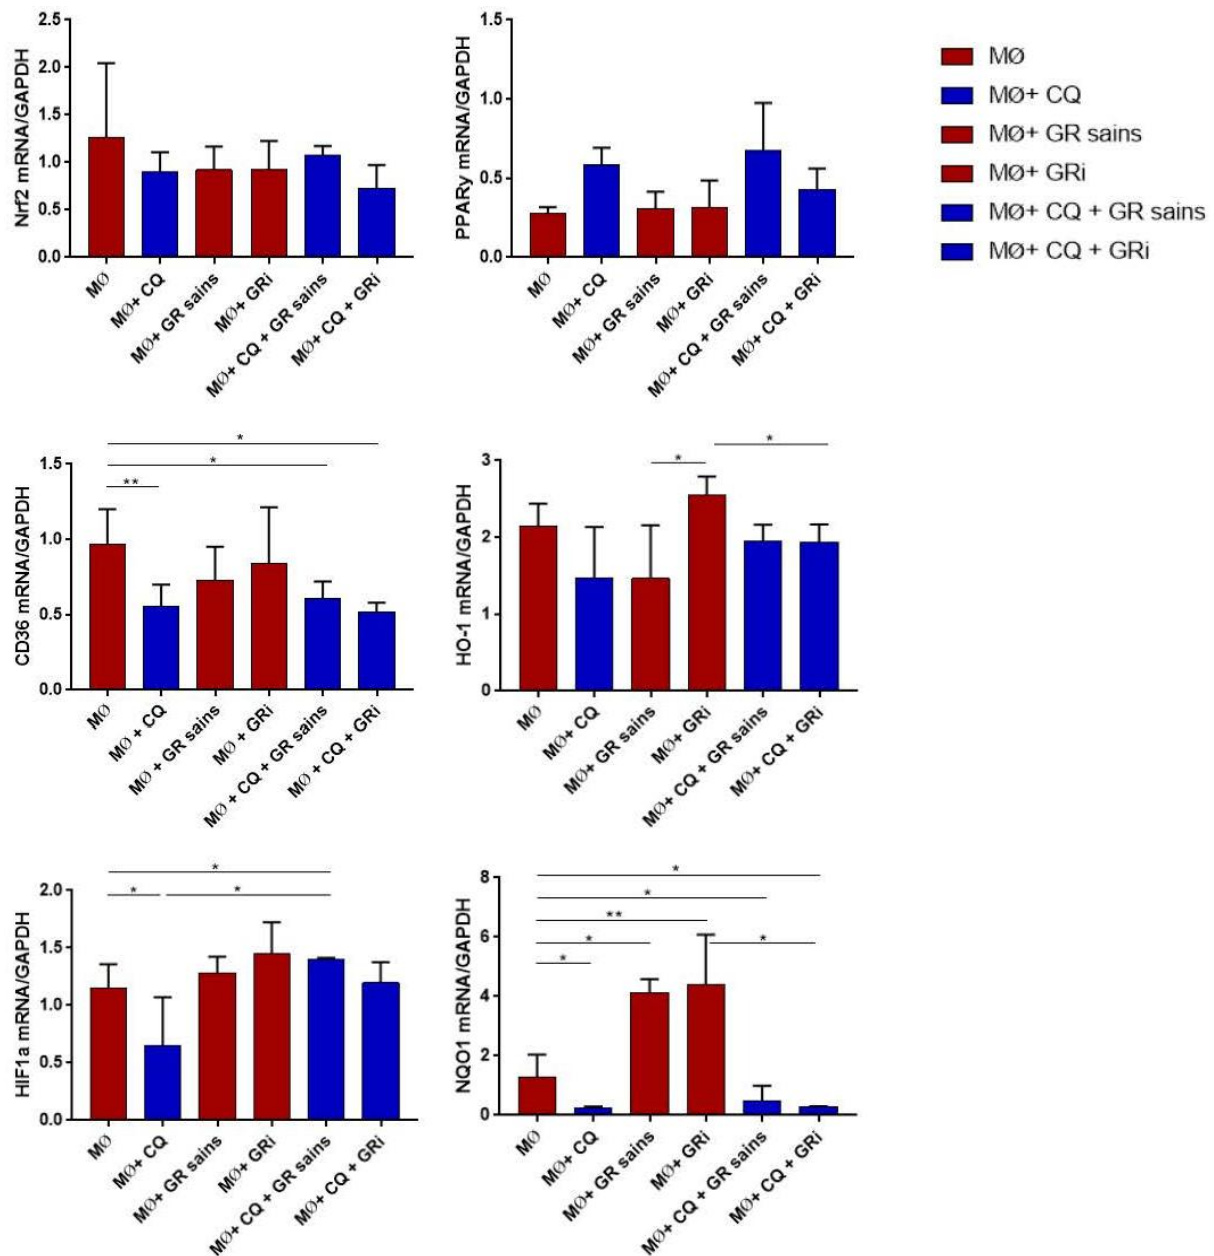 Nrf2 mRNA/GAPDH
2.5
2.0
1.5
1.0
0.5
0.0
MØ
MØ+ CQ
MØ+ GR sains
MØ+ GRi
MØ+ CQ + GR sains
MØ+ CQ + GRi
PPARy mRNA/GAPDH
1.5
1.0
0.5
0.0
MØ
MØ+ CQ
MØ+ GR sains
MØ+ GRi
MØ+ CQ + GR sains
MØ+ CQ + GRi
MØ
MØ+ CQ
MØ+ GR sains
MØ+ GRi
MØ+ CQ + GR sains
MØ+ CQ + GRi
CD36 mRNA/GAPDH
1.5
1.0
0.5
0.0
*
*
**
MØ
MØ + CQ
MØ + GR sains
MØ + GRi
MØ + CQ + GR sains
MØ + CQ + GRi
HO-1 mRNA/GAPDH
3
2
1
0
*
*
MØ
MØ+ CQ
MØ+ GR sains
MØ+ GRi
MØ+ CQ + GR sains
MØ+ CQ + GRi
HIF1a mRNA/GAPDH
2.0
1.5
1.0
0.5
0.0
*
*
*
MØ
MØ+ CQ
MØ+ GR sains
MØ+ GRi
MØ+ CQ + GR sains
MØ+ CQ + GRi
NQO1 mRNA/GAPDH
8
6
4
2
0
*
*
**
*
*
*
MØ
MØ+ CQ
MØ+ GR sains
MØ+ GRi
MØ+ CQ + GR sains
MØ+ CQ + GRi